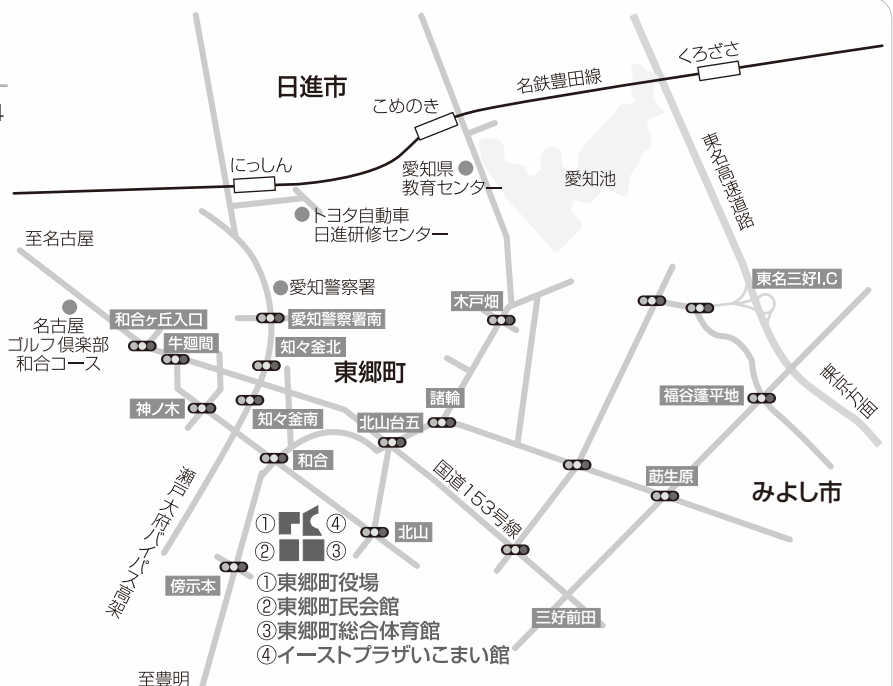 4
日進市
くろざさ
名鉄豊田線
こめのき
にっしん
愛知県
教育センター
愛知池
東名高速道路
トヨタ自動車
日進研修センター
至名古屋
愛知警察署
東名三好I.C
木戸畑
和合ヶ丘入口
愛知警察署南
名古屋
ゴルフ倶楽部
和合コース
牛廻間
知々釜北
東郷町
東京方面
諸輪
福谷蓬平地
神ノ木
知々釜南
北山台五
和合
国道153号線
莇生原
みよし市
瀬戸大府バイパス高架
①
④
北山
②
③
傍示本
①東郷町役場
②東郷町民会館
③東郷町総合体育館
④イーストプラザいこまい館
三好前田
至豊明